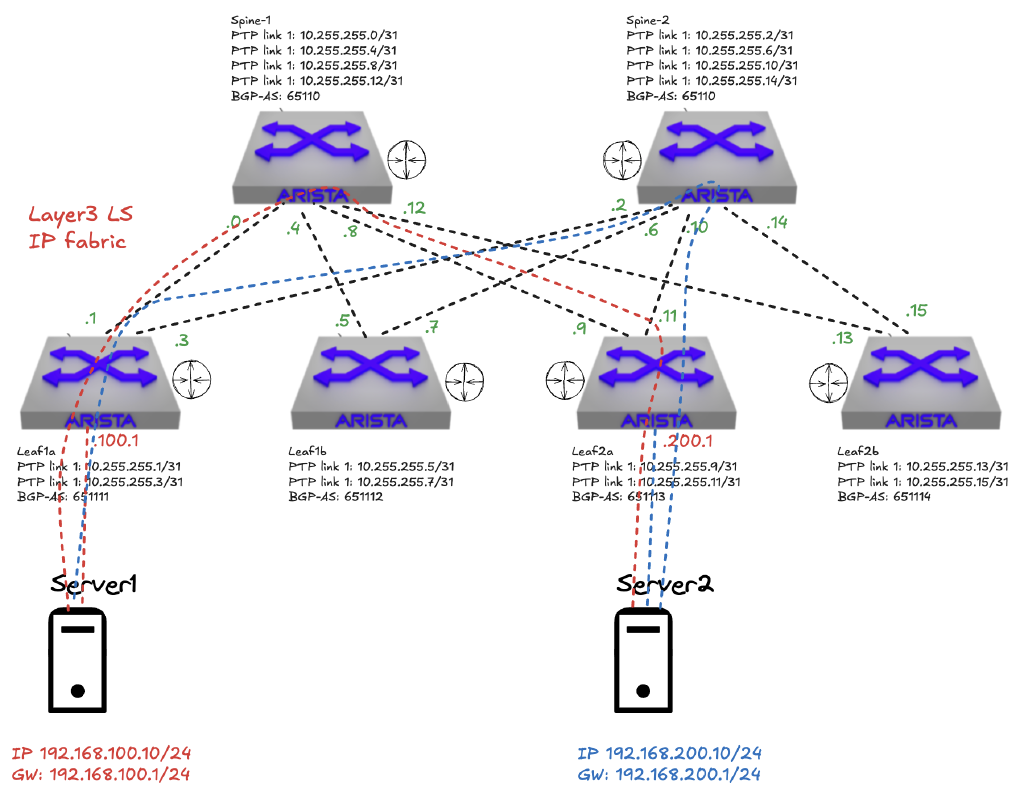 Spine-1
PTP link 1: 10.255.255.0/31
PTP link 1: 10.255.255.4/31
PTP link 1: 10.255.255.8/31
PTP link 1: 10.255.255.12/31
BGP-AS: 65110
Spine-2
PTP link 1: 10.255.255.2/31
PTP link 1: 10.255.255.6/31
PTP link 1: 10.255.255.10/31
PTP link 1: 10.255.255.14/31
BGP-AS: 65110
ARISTA
ARISTA
Layer3 LS
IP fabric
.0
.4
.8
.12
.2
.6
.10
.14
.1
.3
.5
.7
.9
.11
.13
.15
ARISTA
ARISTA
ARISTA
ARISTA
.100.1
.200.1
Leaf1a
PTP link 1: 10.255.255.1/31
PTP link 1: 10.255.255.3/31
BGP-AS: 651111
Leaf1b
PTP link 1: 10.255.255.5/31
PTP link 1: 10.255.255.7/31
BGP-AS: 651112
Leaf2a
PTP link 1: 10.255.255.9/31
PTP link 1: 10.255.255.11/31
BGP-AS: 651113
Leaf2b
PTP link 1: 10.255.255.13/31
PTP link 1: 10.255.255.15/31
BGP-AS: 651114
Server1
Server2
IP 192.168.100.10/24
GW: 192.168.100.1/24
IP 192.168.200.10/24
GW: 192.168.200.1/24